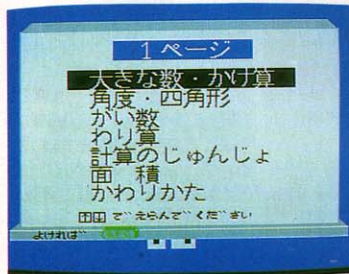 1 ページ
大きな数・かけ算
角度・四角形
がい数
わり算
計算のじゅんじょ
面 積
かわりかた
でえらんでください
よければ